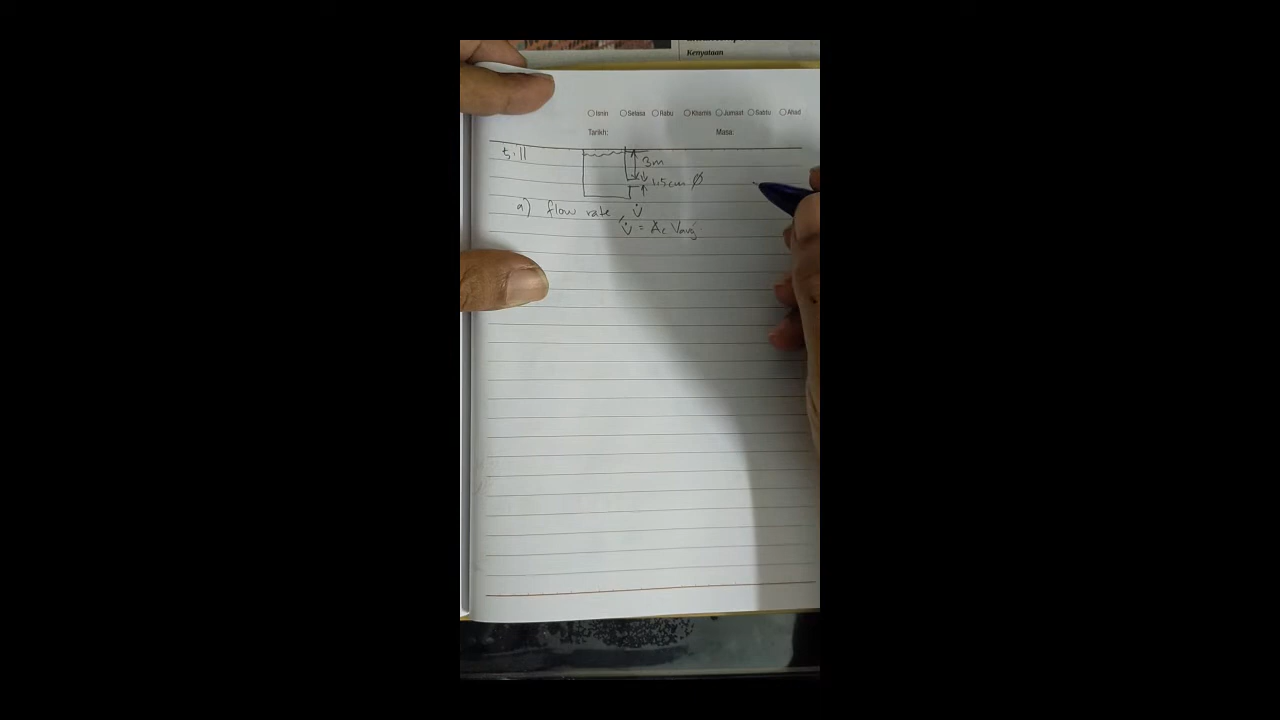 Kenyataan
Isnin Selasa Rabu Khamis Jumaat Sabtu Ahad
Tarikh: Masa:
5.11
3m
1.5cm Ø
a) flow rate, V̇
V̇ = Ac Vavg